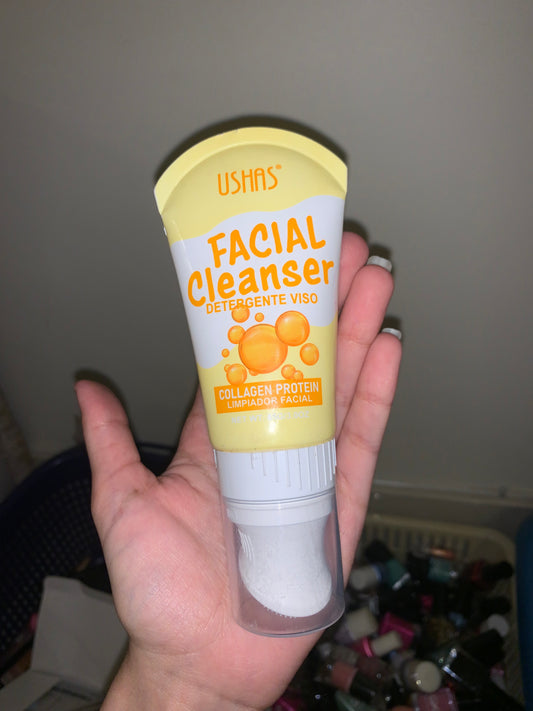 USHAS®
FACIAL
Cleanser
DETERGENTE VISO
COLLAGEN PROTEIN
LIMPIADOR FACIAL